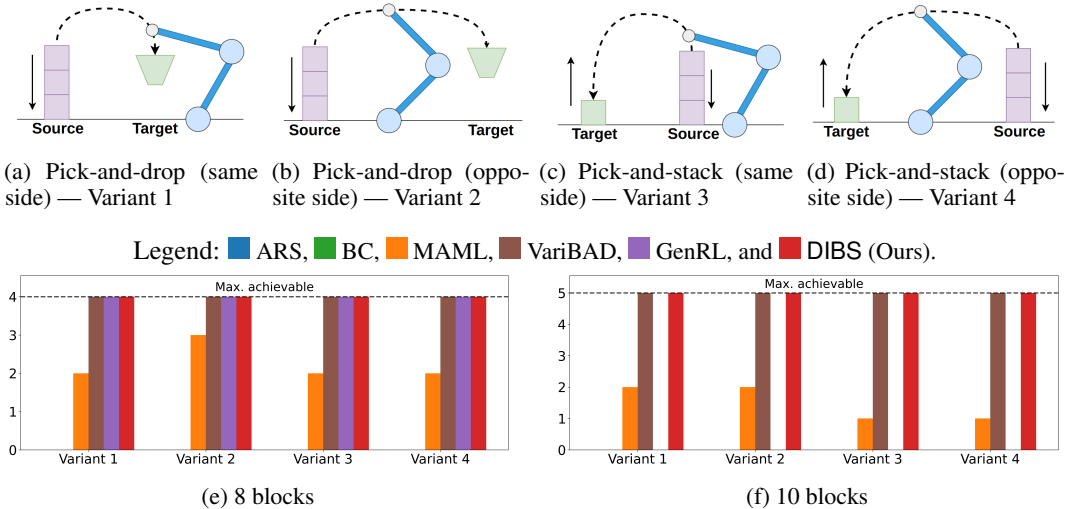 Source Target
Source Target
Target Source
Target Source
(a) Pick-and-drop (same
side) — Variant 1
(b) Pick-and-drop (oppo-
site side) — Variant 2
(c) Pick-and-stack (same
side) — Variant 3
(d) Pick-and-stack (oppo-
site side) — Variant 4
Legend: ARS, BC, MAML, VariBAD, GenRL, and DIBS (Ours).
Max. achievable
4
3
2
1
0
Variant 1 Variant 2 Variant 3 Variant 4
(e) 8 blocks
Max. achievable
5
4
3
2
1
0
Variant 1 Variant 2 Variant 3 Variant 4
(f) 10 blocks